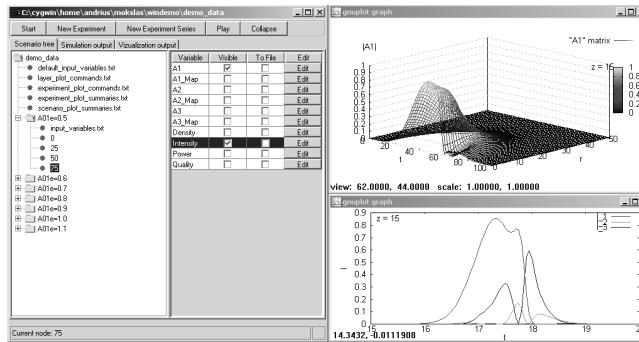 C:\cygwin\home\andrius\mokslas\windemo\demo_data
Start New Experiment New Experiment Series Play Collapse
Scenario tree Simulation output Vizualization output
demo_data
default_input_variables.txt
layer_plot_commands.txt
experiment_plot_commands.txt
experiment_plot_summaries.txt
scenario_plot_summaries.txt
A01e=0.5
input_variables.txt
0
25
50
75
A01e=0.6
A01e=0.7
A01e=0.8
A01e=0.9
A01e=1.0
A01e=1.1
Variable Visible To File Edit
A1 Edit
A1_Map Edit
A2 Edit
A2_Map Edit
A3 Edit
A3_Map Edit
Density Edit
Intensity Edit
Power Edit
Quality Edit
Current node: 75
gnuplot graph
"A1" matrix
|A1|
z = 15
1
0.9
0.8
0.7
0.6
0.5
0.4
0.3
0.2
0.1
0
1
0.8
0.6
0.4
0.2
0
0 20 40 60 80 100
t
0 10 20 30 40 50
r
view: 62.0000, 44.0000 scale: 1.00000, 1.00000
gnuplot graph
z = 15
I_1
I_2
I_3
0.9
0.8
0.7
0.6
0.5
0.4
0.3
0.2
0.1
0
I
15 16 17 18 19
t
14.3432, -0.0111908